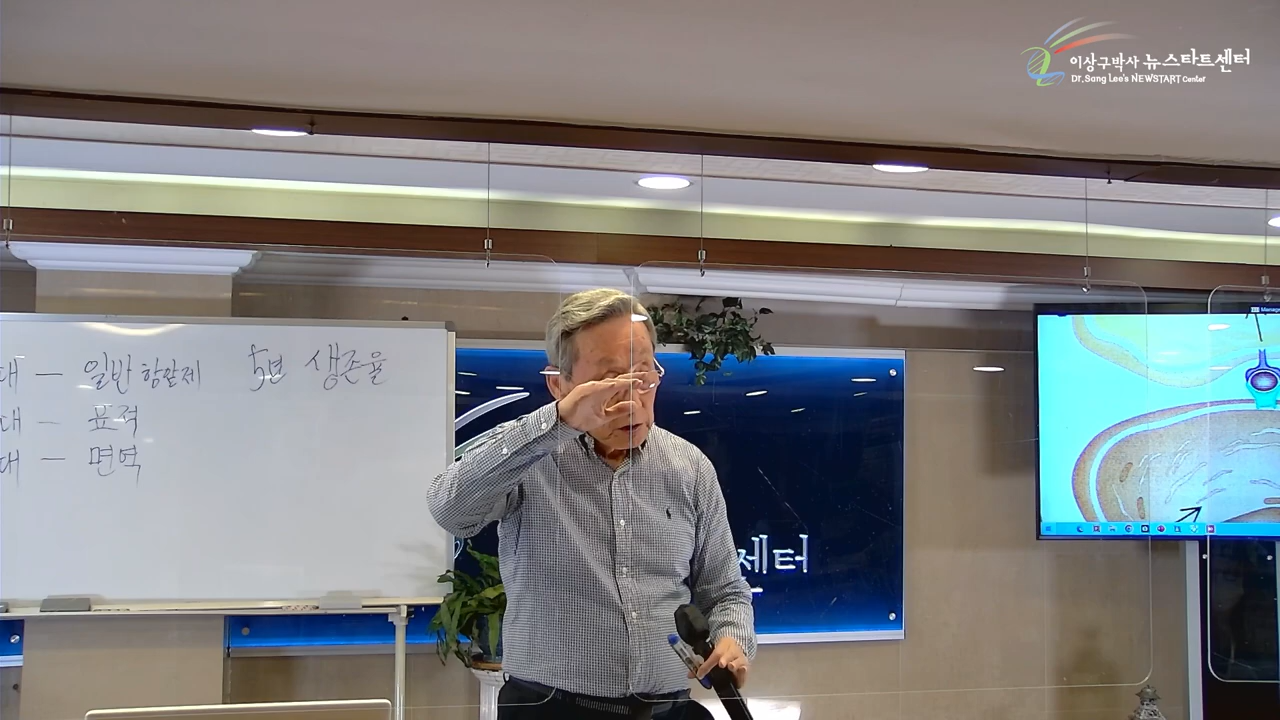 이상구박사 뉴스타트센터
Dr. Sang Lee's NEWSTART Center
대 - 일반 항암제 5년 생존율
대 - 표적
대 - 면역
센터
Manage